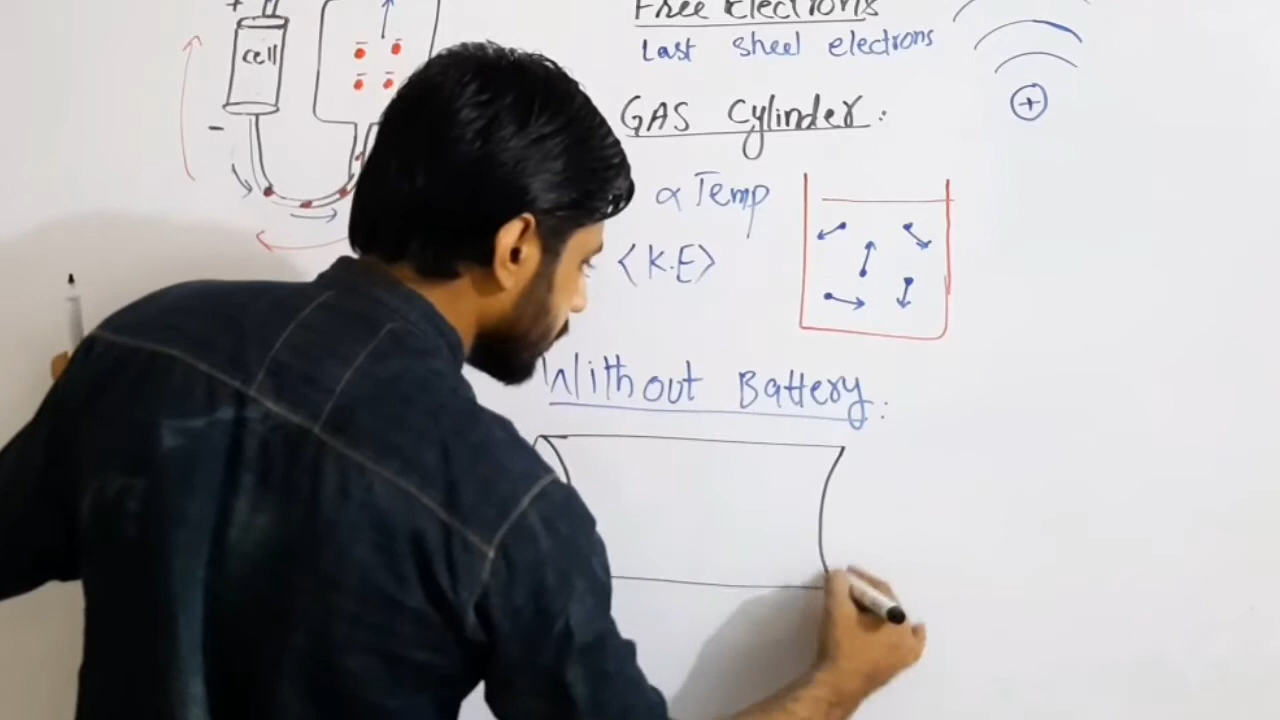 +
cell
-
Free Electrons
Last sheel electrons
+
GAS Cylinder:
∝ Temp
<K.E>
Without Battery: